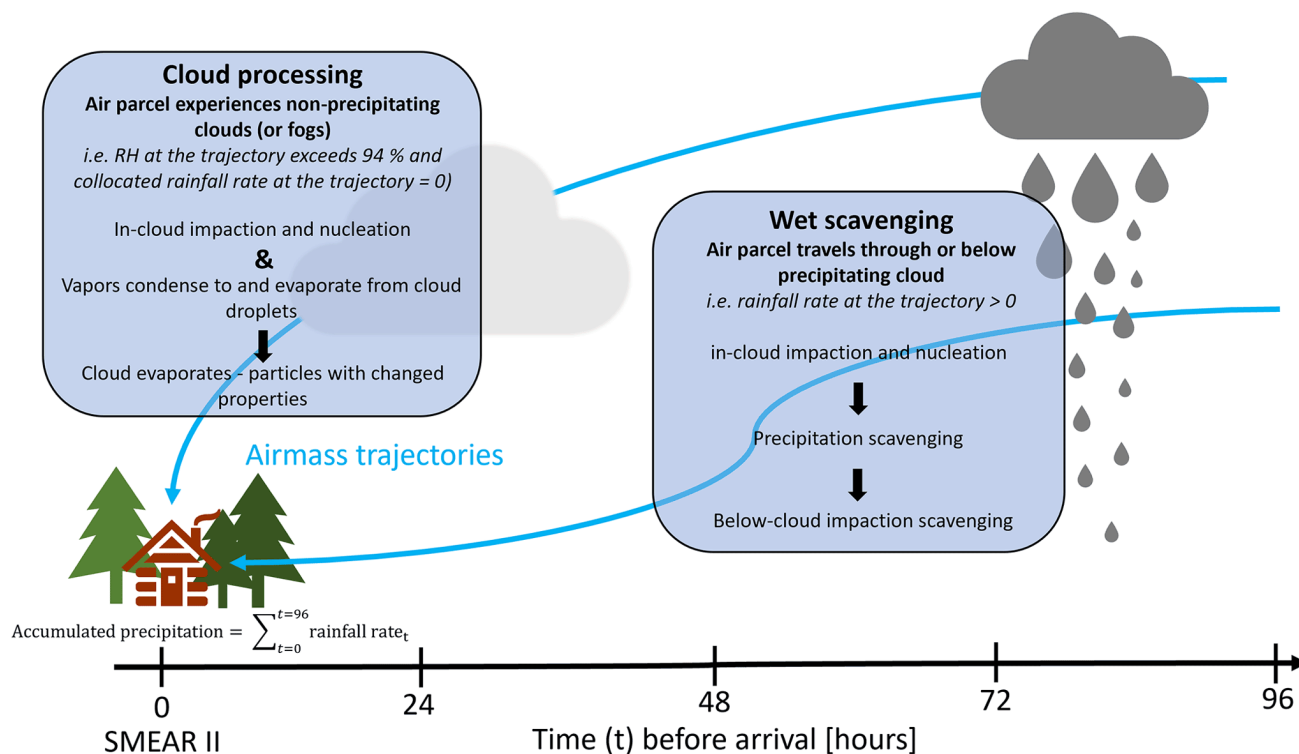 Cloud processing
Air parcel experiences non-precipitating
clouds (or fogs)
i.e. RH at the trajectory exceeds 94 % and
collocated rainfall rate at the trajectory = 0)
In-cloud impaction and nucleation
&
Vapors condense to and evaporate from cloud
droplets
Cloud evaporates - particles with changed
properties
Wet scavenging
Air parcel travels through or below
precipitating cloud
i.e. rainfall rate at the trajectory > 0
in-cloud impaction and nucleation
Precipitation scavenging
Below-cloud impaction scavenging
Airmass trajectories
Accumulated precipitation = ∑_{t=0}^{t=96} rainfall rate_t
0 24 48 72 96
SMEAR II Time (t) before arrival [hours]